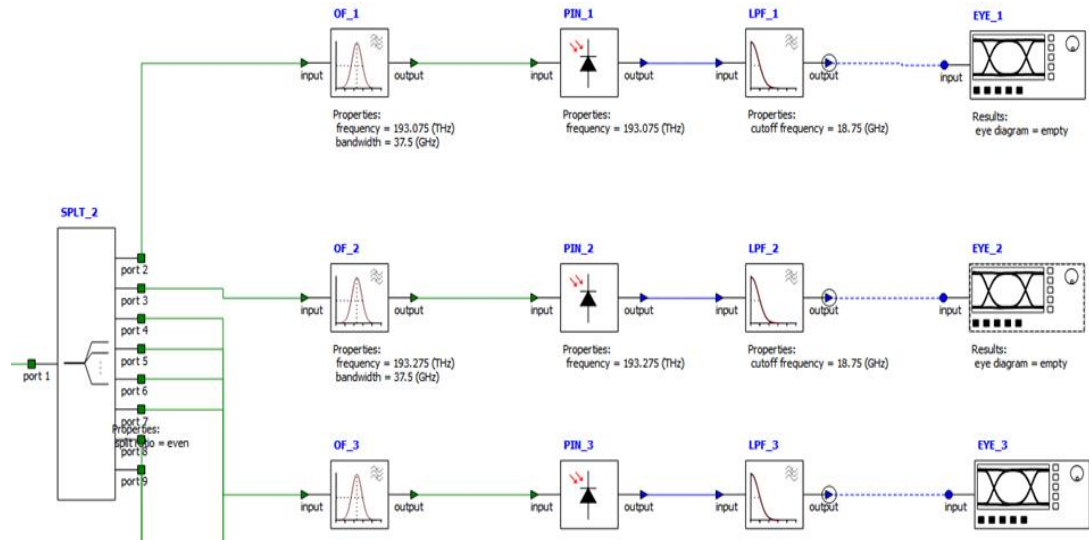 OF_1
PIN_1
LPF_1
EYE_1
input
output
input
output
input
output
input
Properties:
frequency = 193.075 (THz)
bandwidth = 37.5 (GHz)
Properties:
frequency = 193.075 (THz)
Properties:
cutoff frequency = 18.75 (GHz)
Results:
eye diagram = empty
SPLT_2
port 1
port 2
port 3
port 4
port 5
port 6
port 7
port 8
port 9
Properties:
split ratio = even
OF_2
PIN_2
LPF_2
EYE_2
input
output
input
output
input
output
input
Properties:
frequency = 193.275 (THz)
bandwidth = 37.5 (GHz)
Properties:
frequency = 193.275 (THz)
Properties:
cutoff frequency = 18.75 (GHz)
Results:
eye diagram = empty
OF_3
PIN_3
LPF_3
EYE_3
input
output
input
output
input
output
input